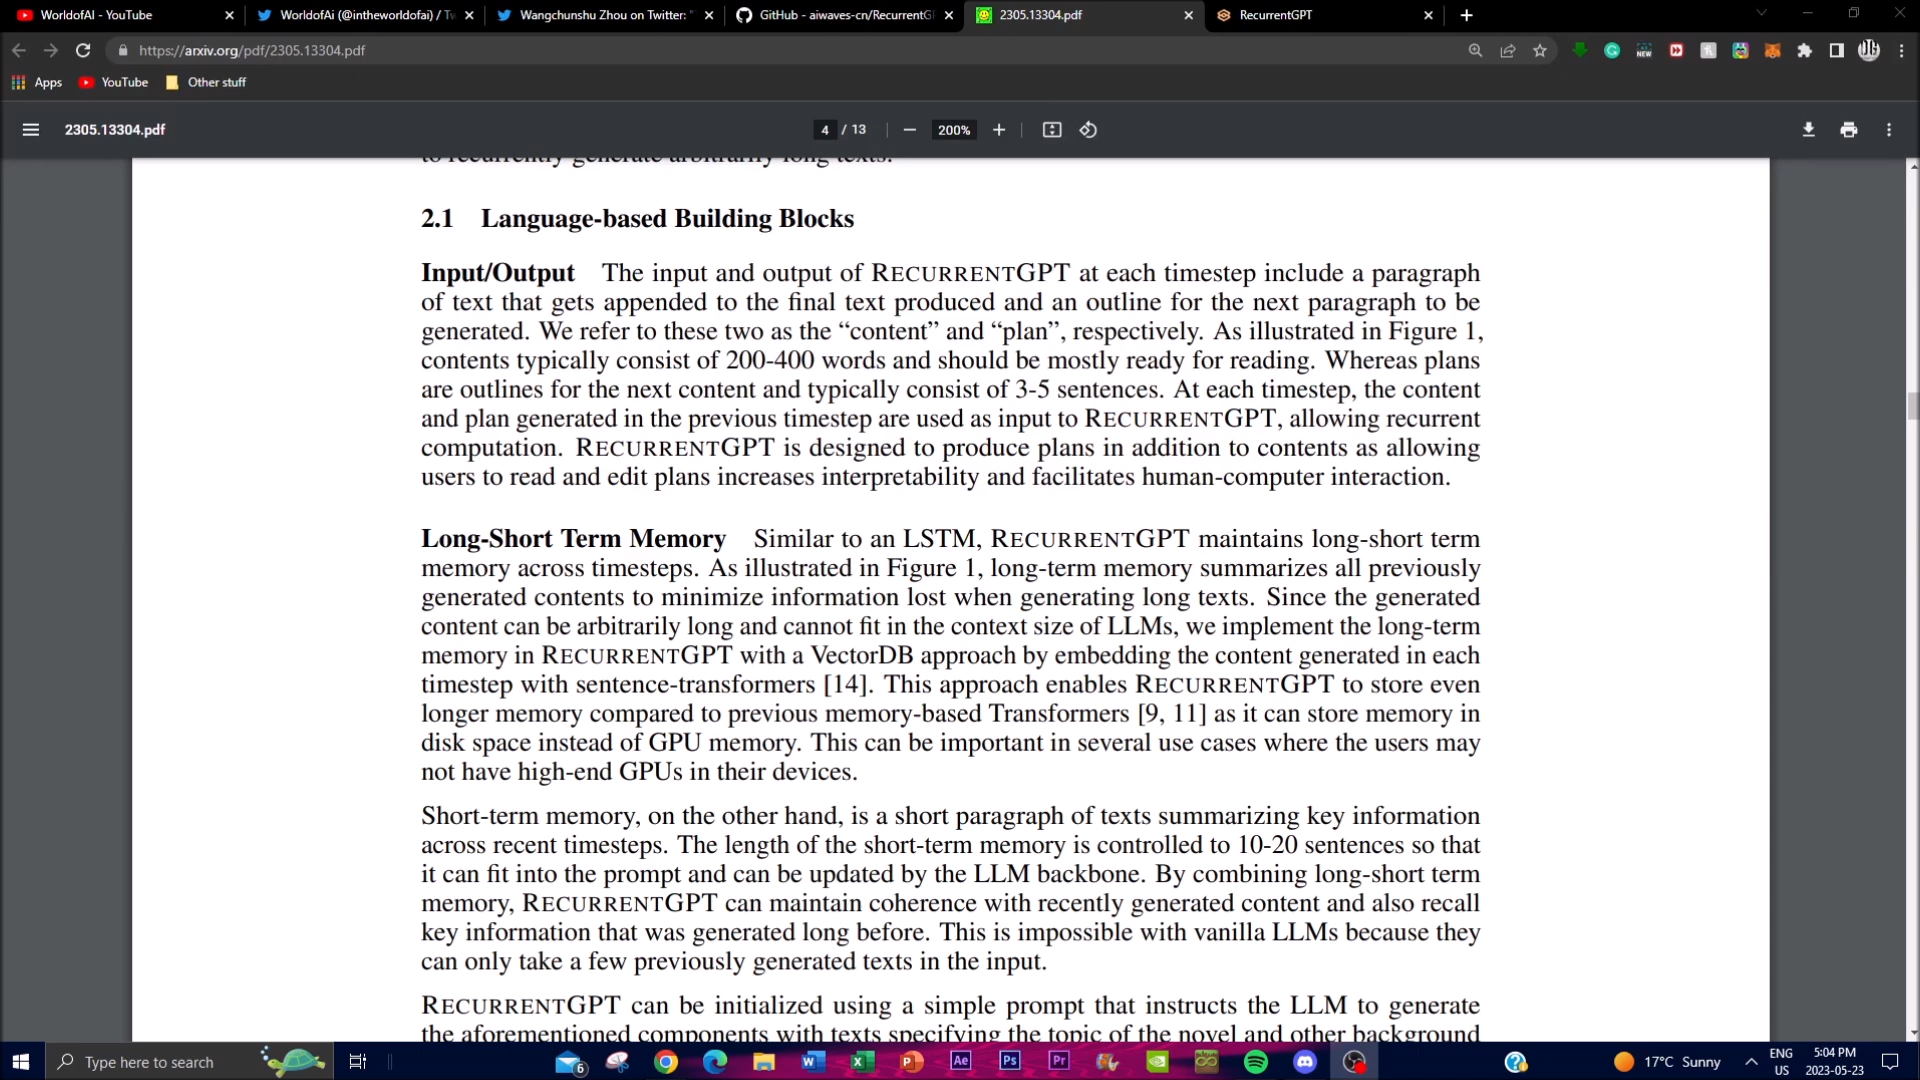 WorldofAI - YouTube
WorldofAi (@intheworldofai) / Tw
Wangchunshu Zhou on Twitter: "
GitHub - aiwaves-cn/RecurrentG
2305.13304.pdf
RecurrentGPT
https://arxiv.org/pdf/2305.13304.pdf
Apps
YouTube
Other stuff
2305.13304.pdf
4 / 13
200%
to recurrently generate arbitrarily long texts.
2.1 Language-based Building Blocks
Input/Output The input and output of RECURRENTGPT at each timestep include a paragraph
of text that gets appended to the final text produced and an outline for the next paragraph to be
generated. We refer to these two as the “content” and “plan”, respectively. As illustrated in Figure 1,
contents typically consist of 200-400 words and should be mostly ready for reading. Whereas plans
are outlines for the next content and typically consist of 3-5 sentences. At each timestep, the content
and plan generated in the previous timestep are used as input to RECURRENTGPT, allowing recurrent
computation. RECURRENTGPT is designed to produce plans in addition to contents as allowing
users to read and edit plans increases interpretability and facilitates human-computer interaction.
Long-Short Term Memory Similar to an LSTM, RECURRENTGPT maintains long-short term
memory across timesteps. As illustrated in Figure 1, long-term memory summarizes all previously
generated contents to minimize information lost when generating long texts. Since the generated
content can be arbitrarily long and cannot fit in the context size of LLMs, we implement the long-term
memory in RECURRENTGPT with a VectorDB approach by embedding the content generated in each
timestep with sentence-transformers [14]. This approach enables RECURRENTGPT to store even
longer memory compared to previous memory-based Transformers [9, 11] as it can store memory in
disk space instead of GPU memory. This can be important in several use cases where the users may
not have high-end GPUs in their devices.
Short-term memory, on the other hand, is a short paragraph of texts summarizing key information
across recent timesteps. The length of the short-term memory is controlled to 10-20 sentences so that
it can fit into the prompt and can be updated by the LLM backbone. By combining long-short term
memory, RECURRENTGPT can maintain coherence with recently generated content and also recall
key information that was generated long before. This is impossible with vanilla LLMs because they
can only take a few previously generated texts in the input.
RECURRENTGPT can be initialized using a simple prompt that instructs the LLM to generate
the aforementioned components with texts specifying the topic of the novel and other background
Type here to search
6
Ae
Ps
Pr
17°C Sunny
ENG
US
5:04 PM
2023-05-23